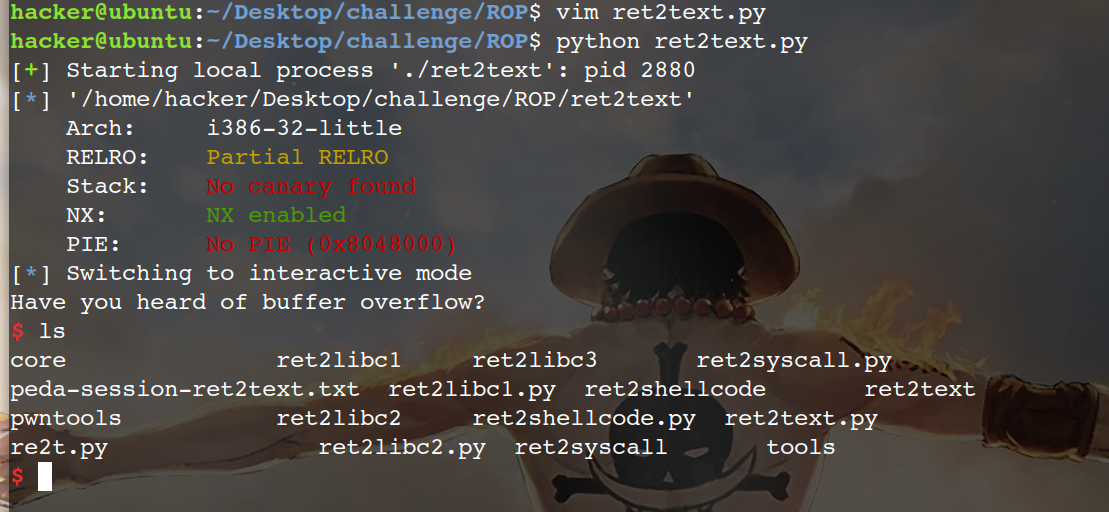 hacker@ubuntu:~/Desktop/challenge/ROP$ vim ret2text.py
hacker@ubuntu:~/Desktop/challenge/ROP$ python ret2text.py
[+] Starting local process './ret2text': pid 2880
[*] '/home/hacker/Desktop/challenge/ROP/ret2text'
    Arch:     i386-32-little
    RELRO:    Partial RELRO
    Stack:    No canary found
    NX:       NX enabled
    PIE:      No PIE (0x8048000)
[*] Switching to interactive mode
Have you heard of buffer overflow?
$ ls
core               ret2libc1     ret2libc3       ret2syscall.py
peda-session-ret2text.txt  ret2libc1.py  ret2shellcode       ret2text
pwntools           ret2libc2     ret2shellcode.py  ret2text.py
re2t.py               ret2libc2.py  ret2syscall       tools
$